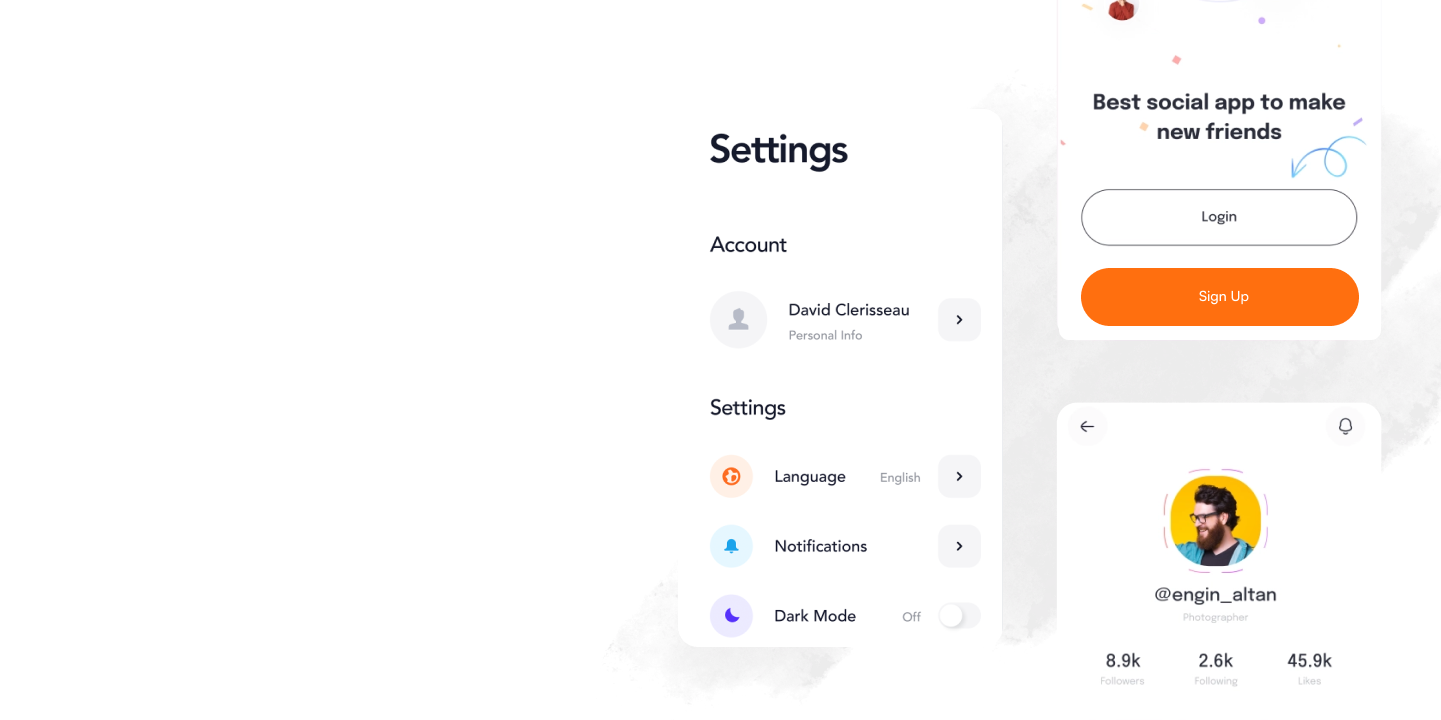 Settings
Account
David Clerisseau
Personal Info
Settings
Language English
Notifications
Dark Mode Off
Best social app to make
new friends
Login
Sign Up
@engin_altan
Photographer
8.9k 2.6k 45.9k
Followers Following Likes